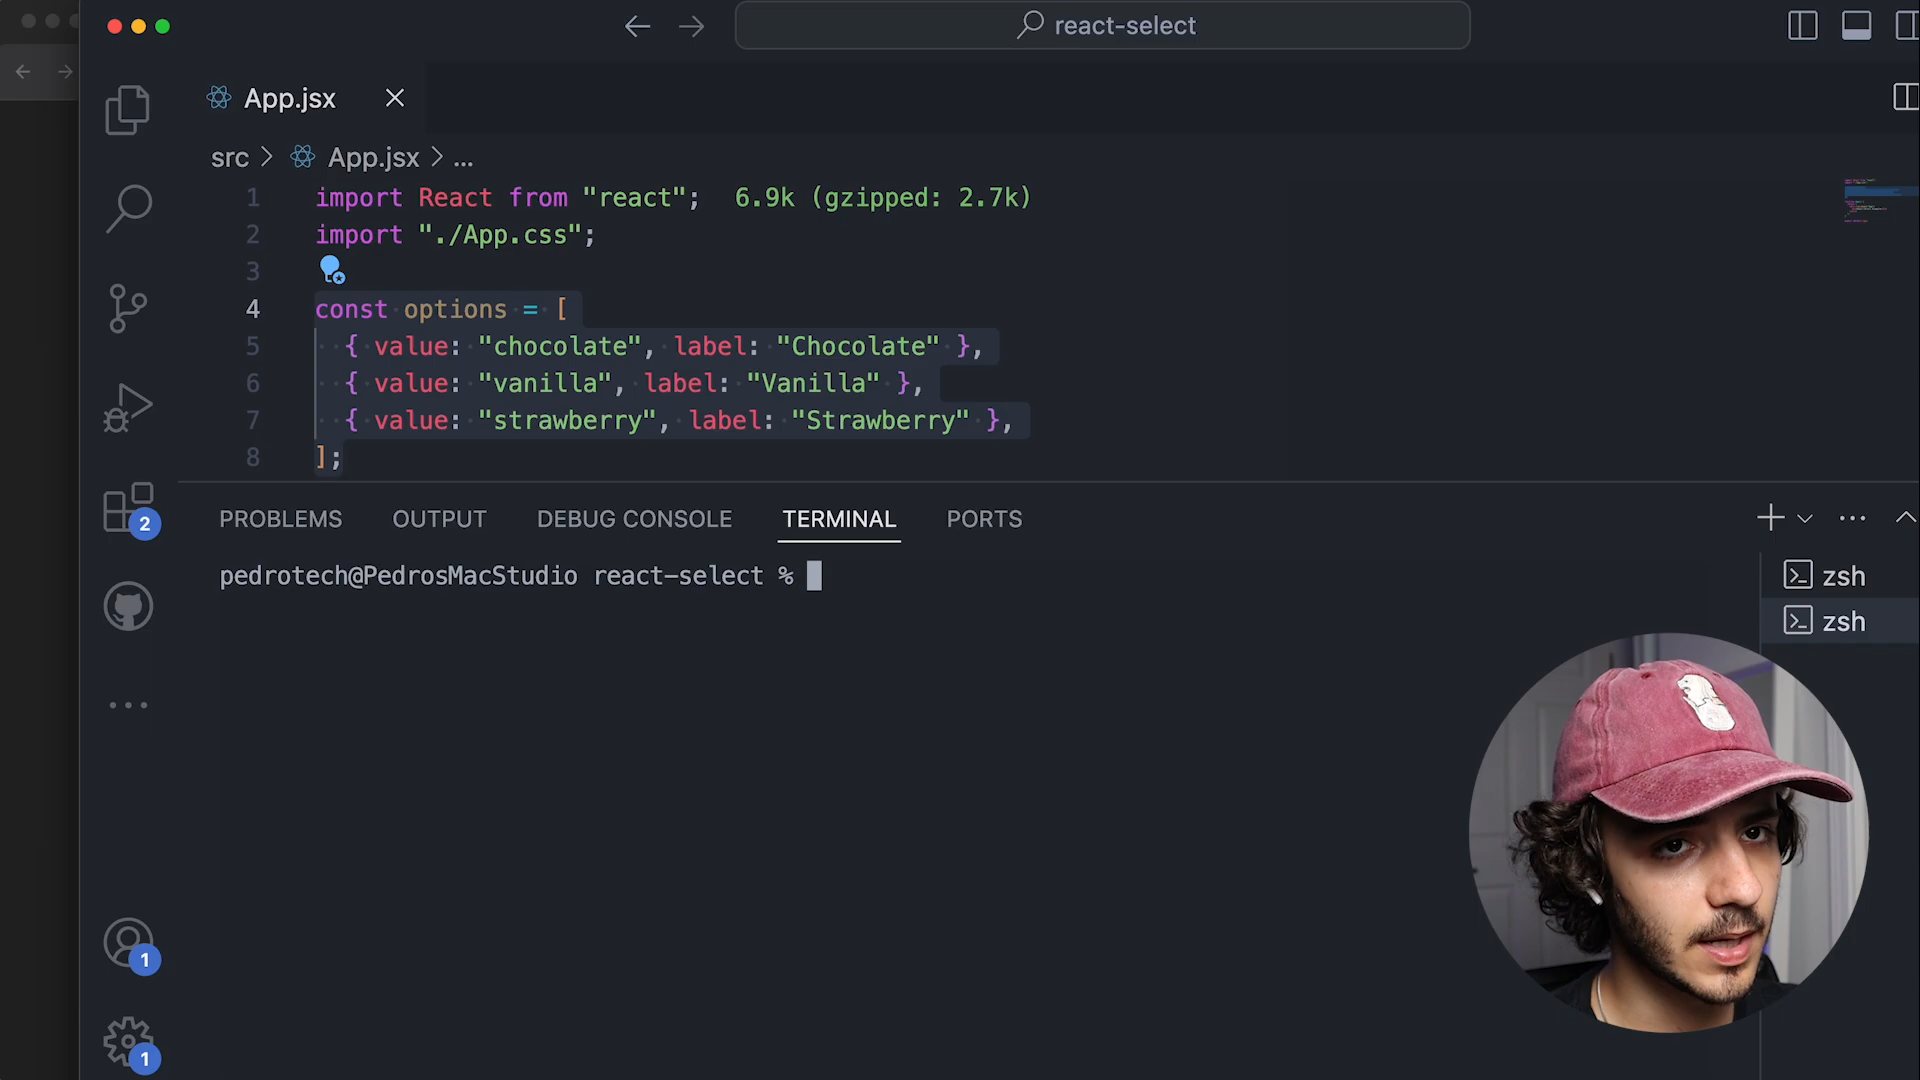 react-select
App.jsx
src > App.jsx > ...
1 import React from "react"; 6.9k (gzipped: 2.7k)
2 import "./App.css";
3
4 const options = [
5 { value: "chocolate", label: "Chocolate" },
6 { value: "vanilla", label: "Vanilla" },
7 { value: "strawberry", label: "Strawberry" },
8 ];
2
PROBLEMS OUTPUT DEBUG CONSOLE TERMINAL PORTS
pedrotech@PedrosMacStudio react-select %
zsh
zsh
1
1